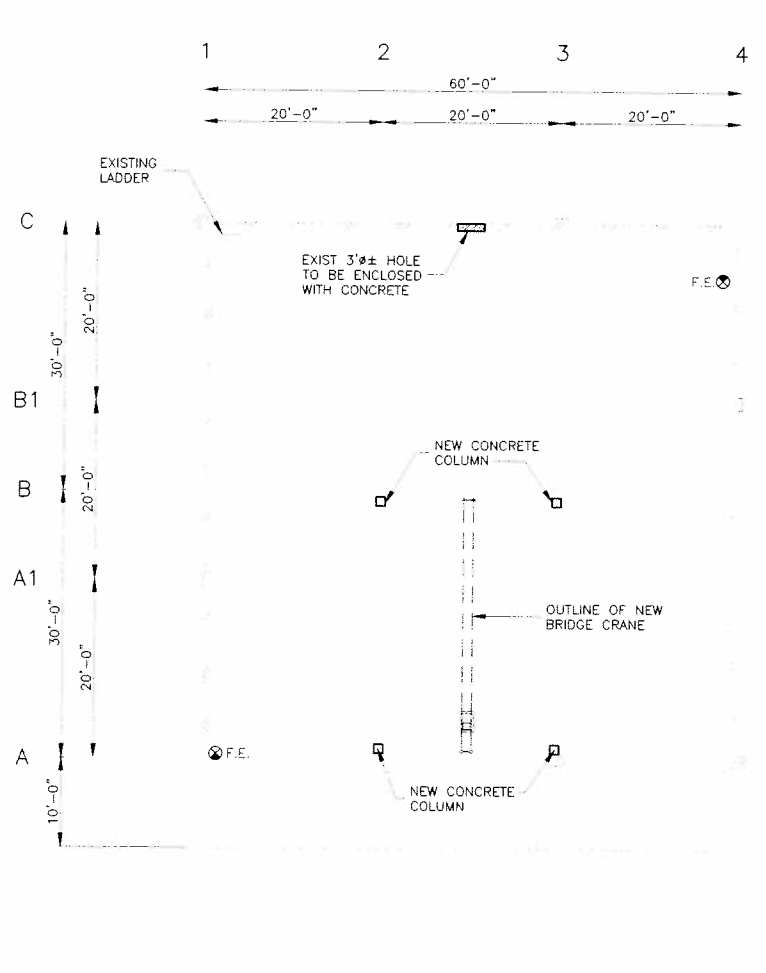 1 2 3 4
60'-0"
20'-0" 20'-0" 20'-0"
EXISTING
LADDER
C
EXIST 3'ø± HOLE
TO BE ENCLOSED
WITH CONCRETE
F.E.
20'-0"
30'-0"
B1
NEW CONCRETE
COLUMN
B
20'-0"
A1
30'-0"
OUTLINE OF NEW
BRIDGE CRANE
20'-0"
A
F.E.
NEW CONCRETE
COLUMN
10'-0"